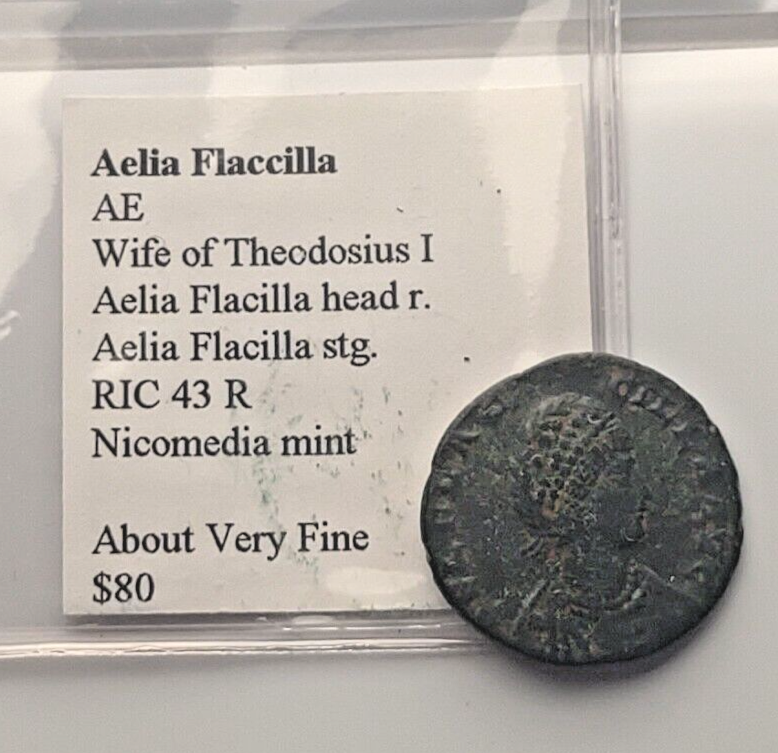 Aelia Flaccilla
AE
Wife of Theodosius I
Aelia Flacilla head r.
Aelia Flacilla stg.
RIC 43 R
Nicomedia mint
About Very Fine
$80